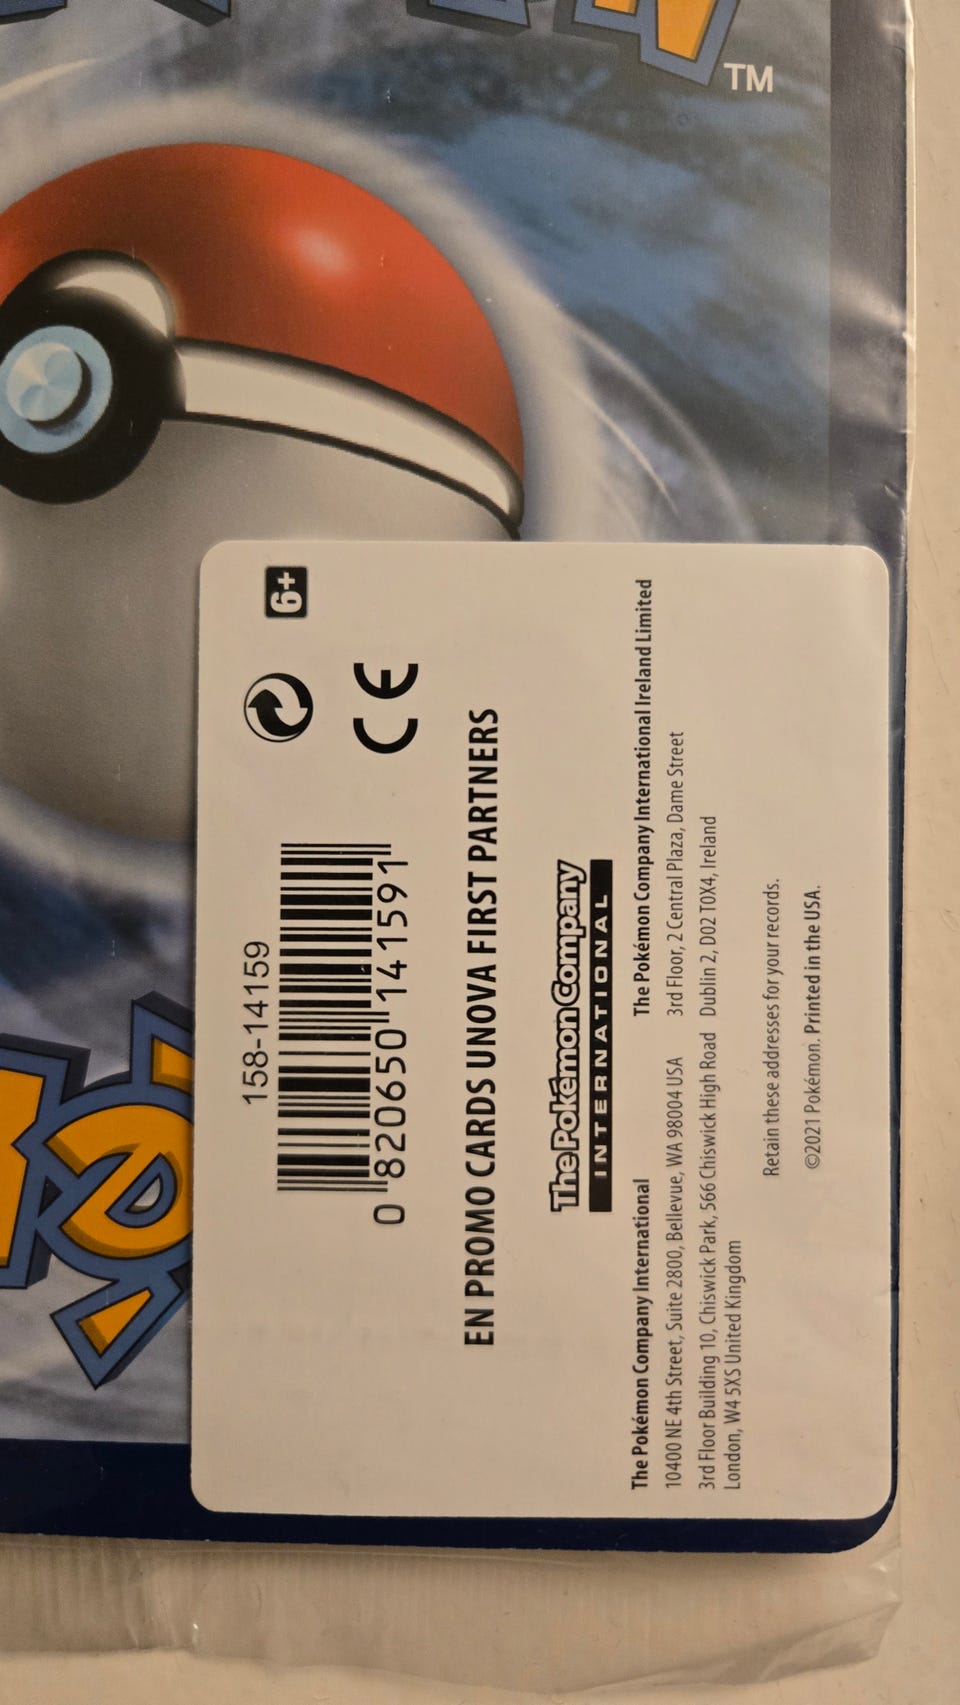 TM
6+
158-14159
0 820650 141591
CE
EN PROMO CARDS UNOVA FIRST PARTNERS
The Pokémon Company
INTERNATIONAL
The Pokémon Company International
10400 NE 4th Street, Suite 2800, Bellevue, WA 98004 USA
3rd Floor Building 10, Chiswick Park, 566 Chiswick High Road
London, W4 5XS United Kingdom
The Pokémon Company International Ireland Limited
3rd Floor, 2 Central Plaza, Dame Street
Dublin 2, D02 T0X4, Ireland
Retain these addresses for your records.
©2021 Pokémon. Printed in the USA.